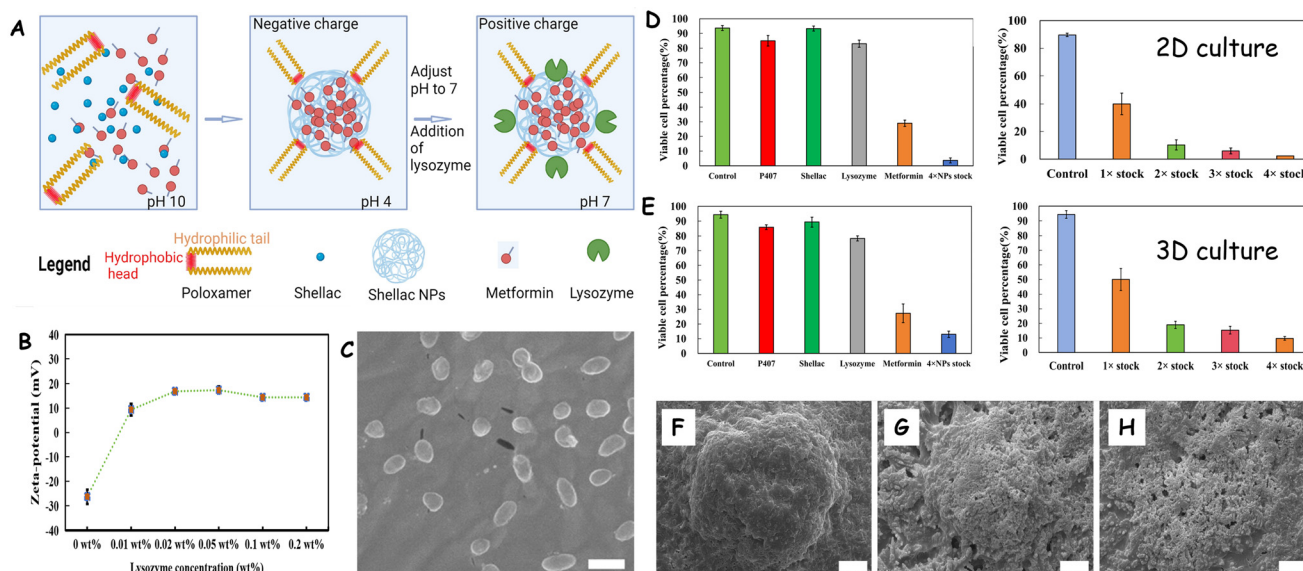 A
Negative charge
Positive charge
Adjust
pH to 7
Addition
of
lysozyme
pH 10
pH 4
pH 7
Legend
Hydrophilic tail
Hydrophobic
head
Poloxamer
Shellac
Shellac NPs
Metformin
Lysozyme
B
Zeta-potential (mV)
40
30
20
10
0
-10
-20
-30
-40
0 wt% 0.01 wt% 0.02 wt% 0.05 wt% 0.1 wt% 0.2 wt%
Lysozyme concentration (wt%)
C
D
Viable cell percentage(%)
100
90
80
70
60
50
40
30
20
10
0
Control P407 Shellac Lysozyme Metformin 4×NPs stock
2D culture
Viable cell percentage(%)
100
80
60
40
20
0
Control 1× stock 2× stock 3× stock 4× stock
E
Viable cell percentage(%)
100
90
80
70
60
50
40
30
20
10
0
Control P407 Shellac Lysozyme Metformin 4×NPs stock
3D culture
Viable cell percentage(%)
100
90
80
70
60
50
40
30
20
10
0
Control 1× stock 2× stock 3× stock 4× stock
F
G
H